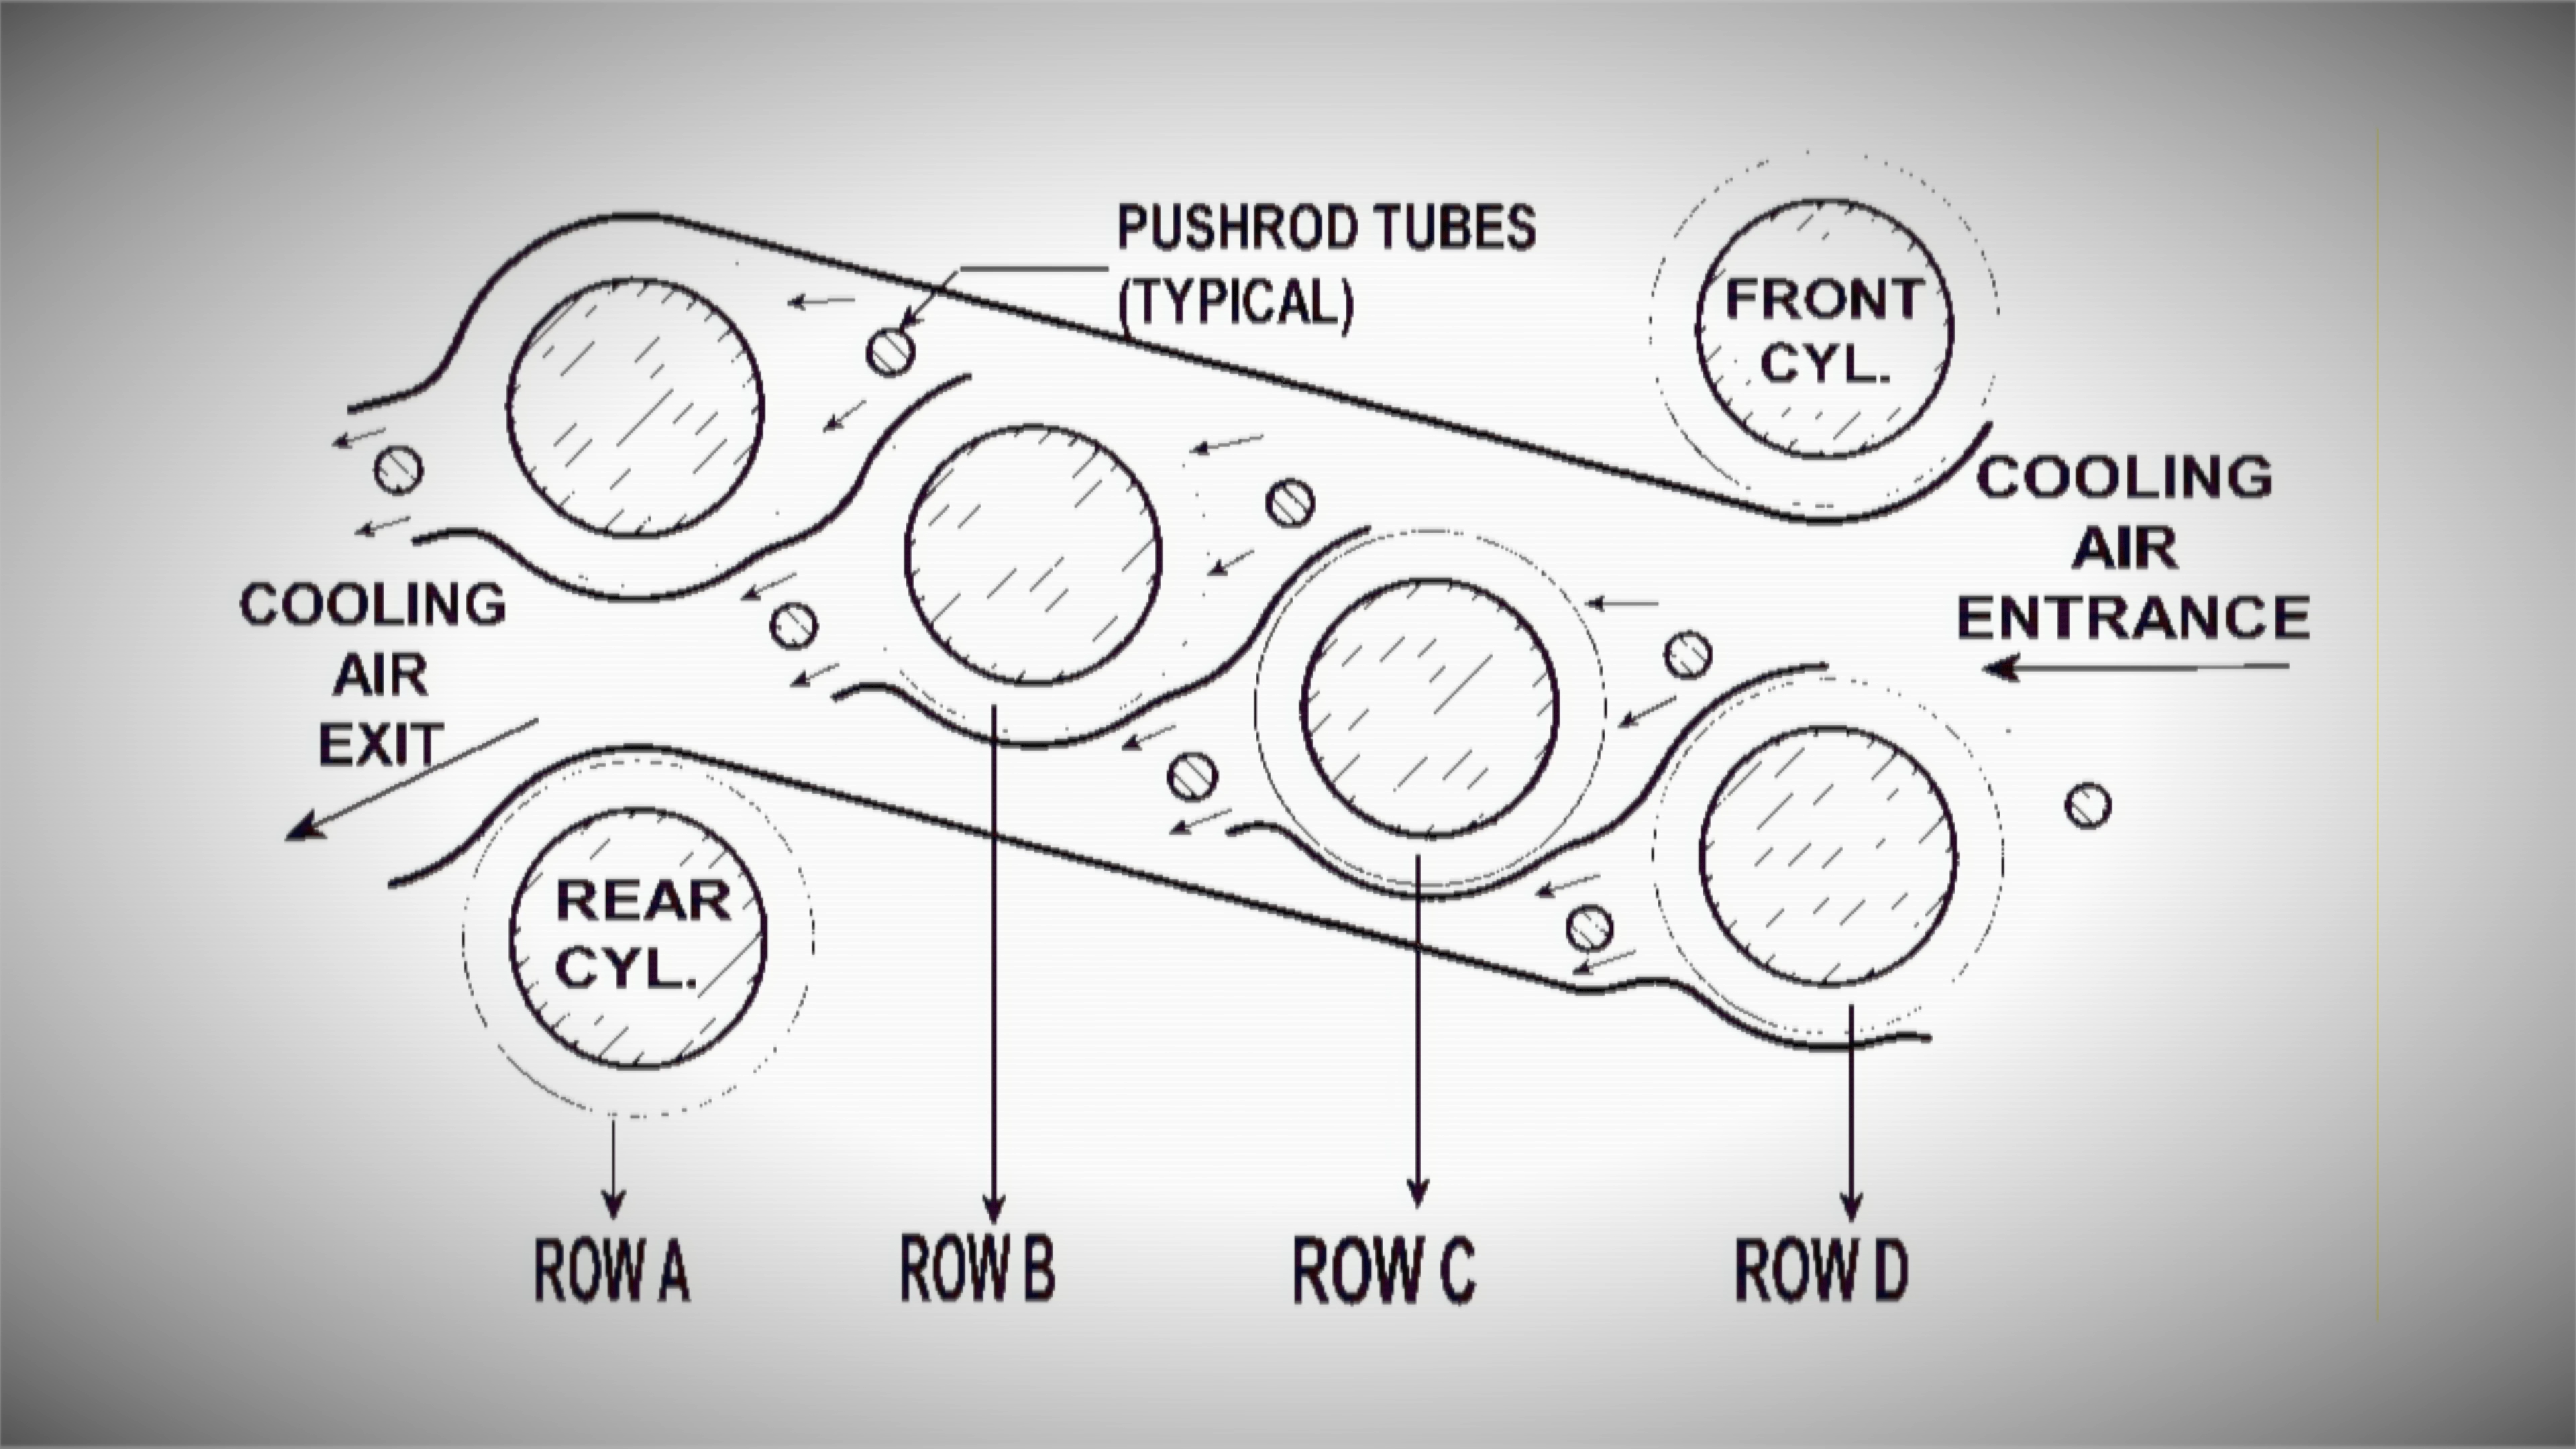 PUSHROD TUBES
(TYPICAL)
FRONT
CYL.
COOLING
AIR
ENTRANCE
COOLING
AIR
EXIT
REAR
CYL.
ROW A
ROW B
ROW C
ROW D